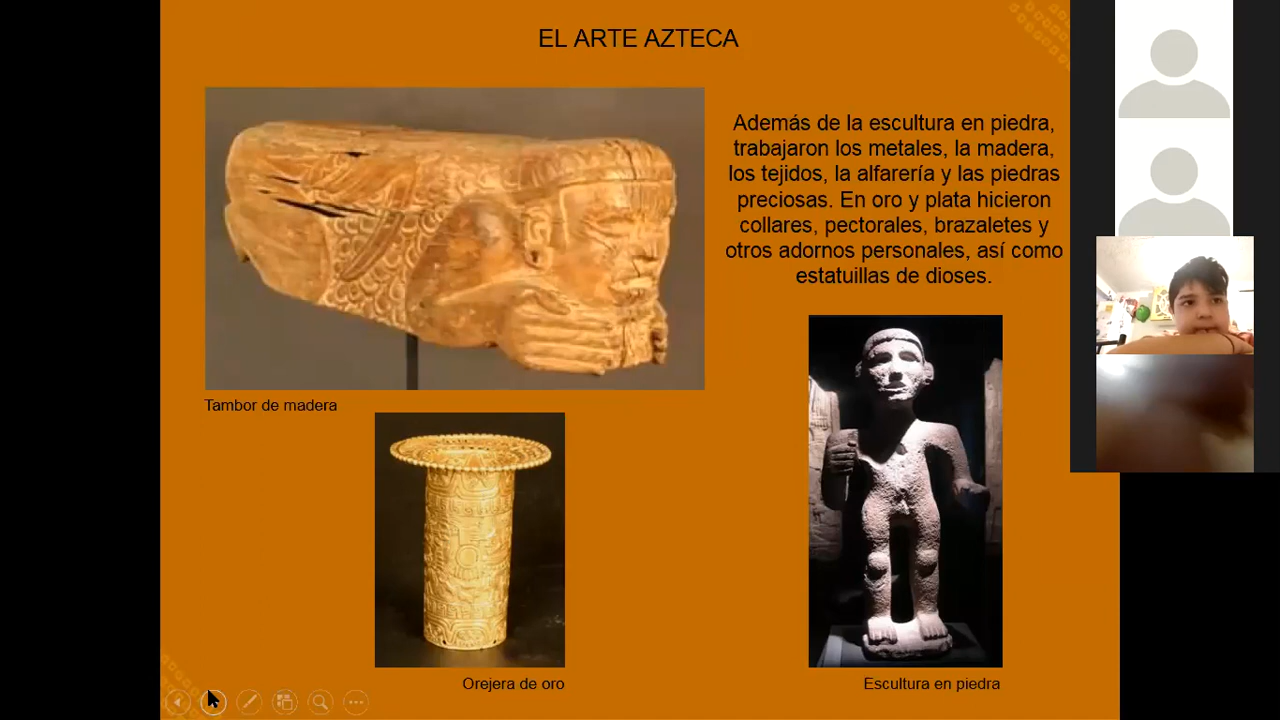 EL ARTE AZTECA
Además de la escultura en piedra,
trabajaron los metales, la madera,
los tejidos, la alfarería y las piedras
preciosas. En oro y plata hicieron
collares, pectorales, brazaletes y
otros adornos personales, así como
estatuillas de dioses.
Tambor de madera
Orejera de oro
Escultura en piedra